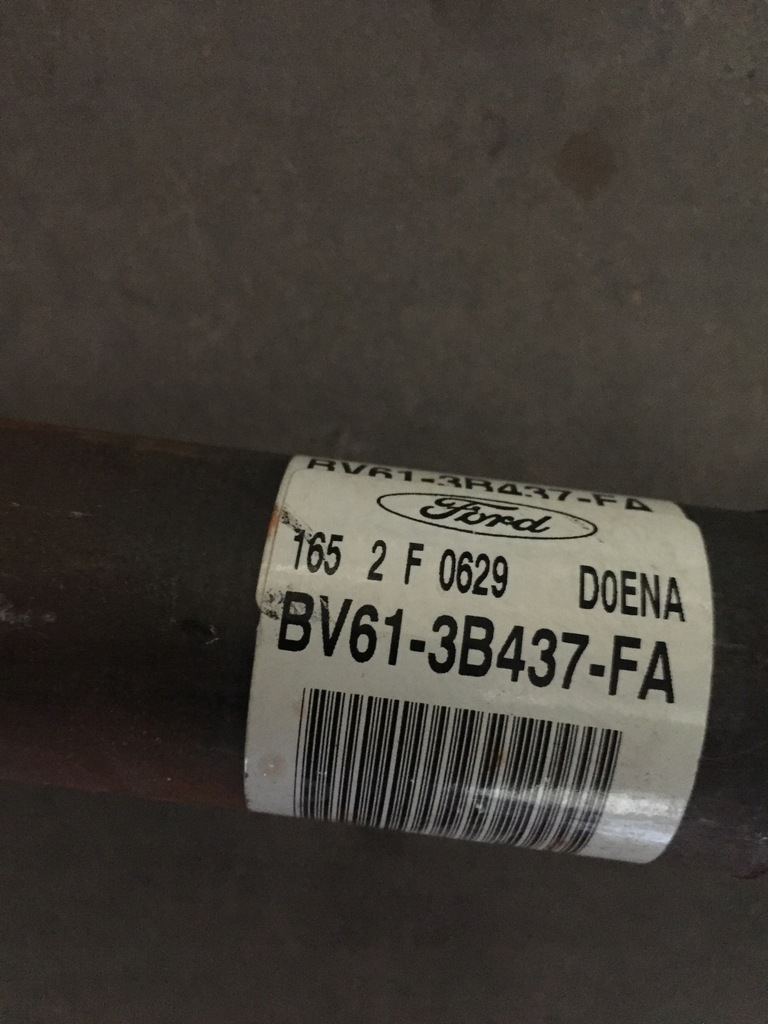 BV61-3B437-FA
Ford
165 2 F 0629 D0ENA
BV61-3B437-FA